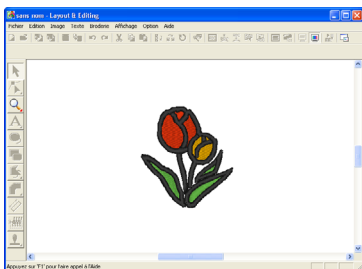 sans nom - Layout & Editing
Fichier Edition Image Texte Broderie Affichage Option Aide
A
Appuyez sur 'F1' pour faire appel à l'Aide.